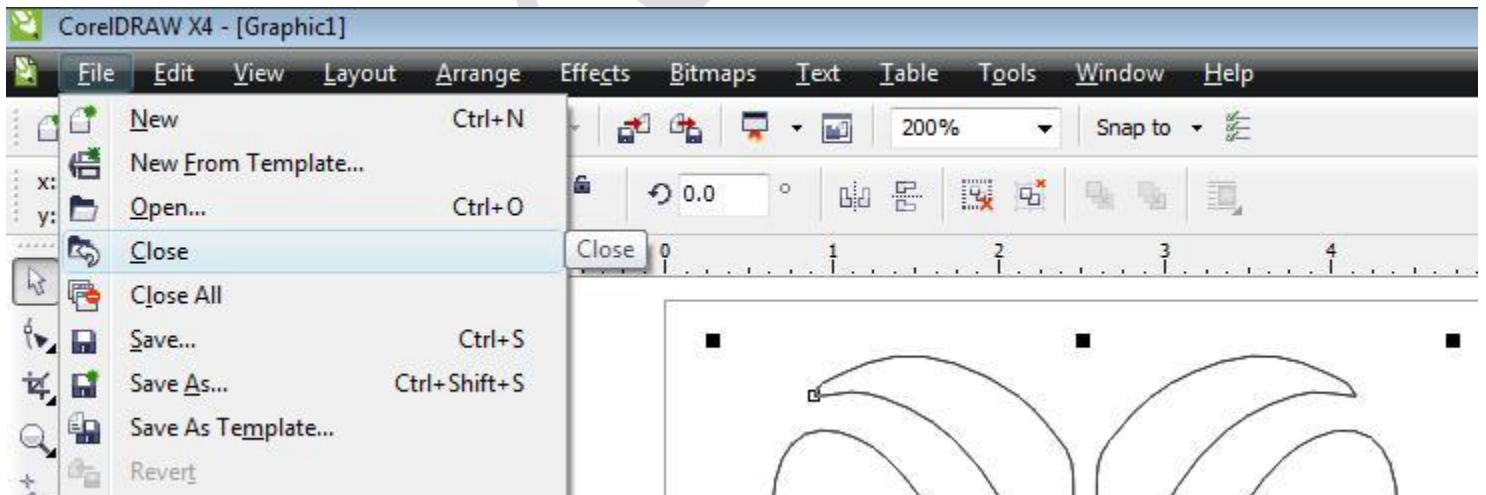 CorelDRAW X4 - [Graphic1]
File Edit View Layout Arrange Effects Bitmaps Text Table Tools Window Help
New Ctrl+N
200% Snap to
New From Template...
x:
0.0 °
y:
Open... Ctrl+O
Close
Close
0 1 2 3 4
Close All
Save... Ctrl+S
Save As... Ctrl+Shift+S
Save As Template...
Revert